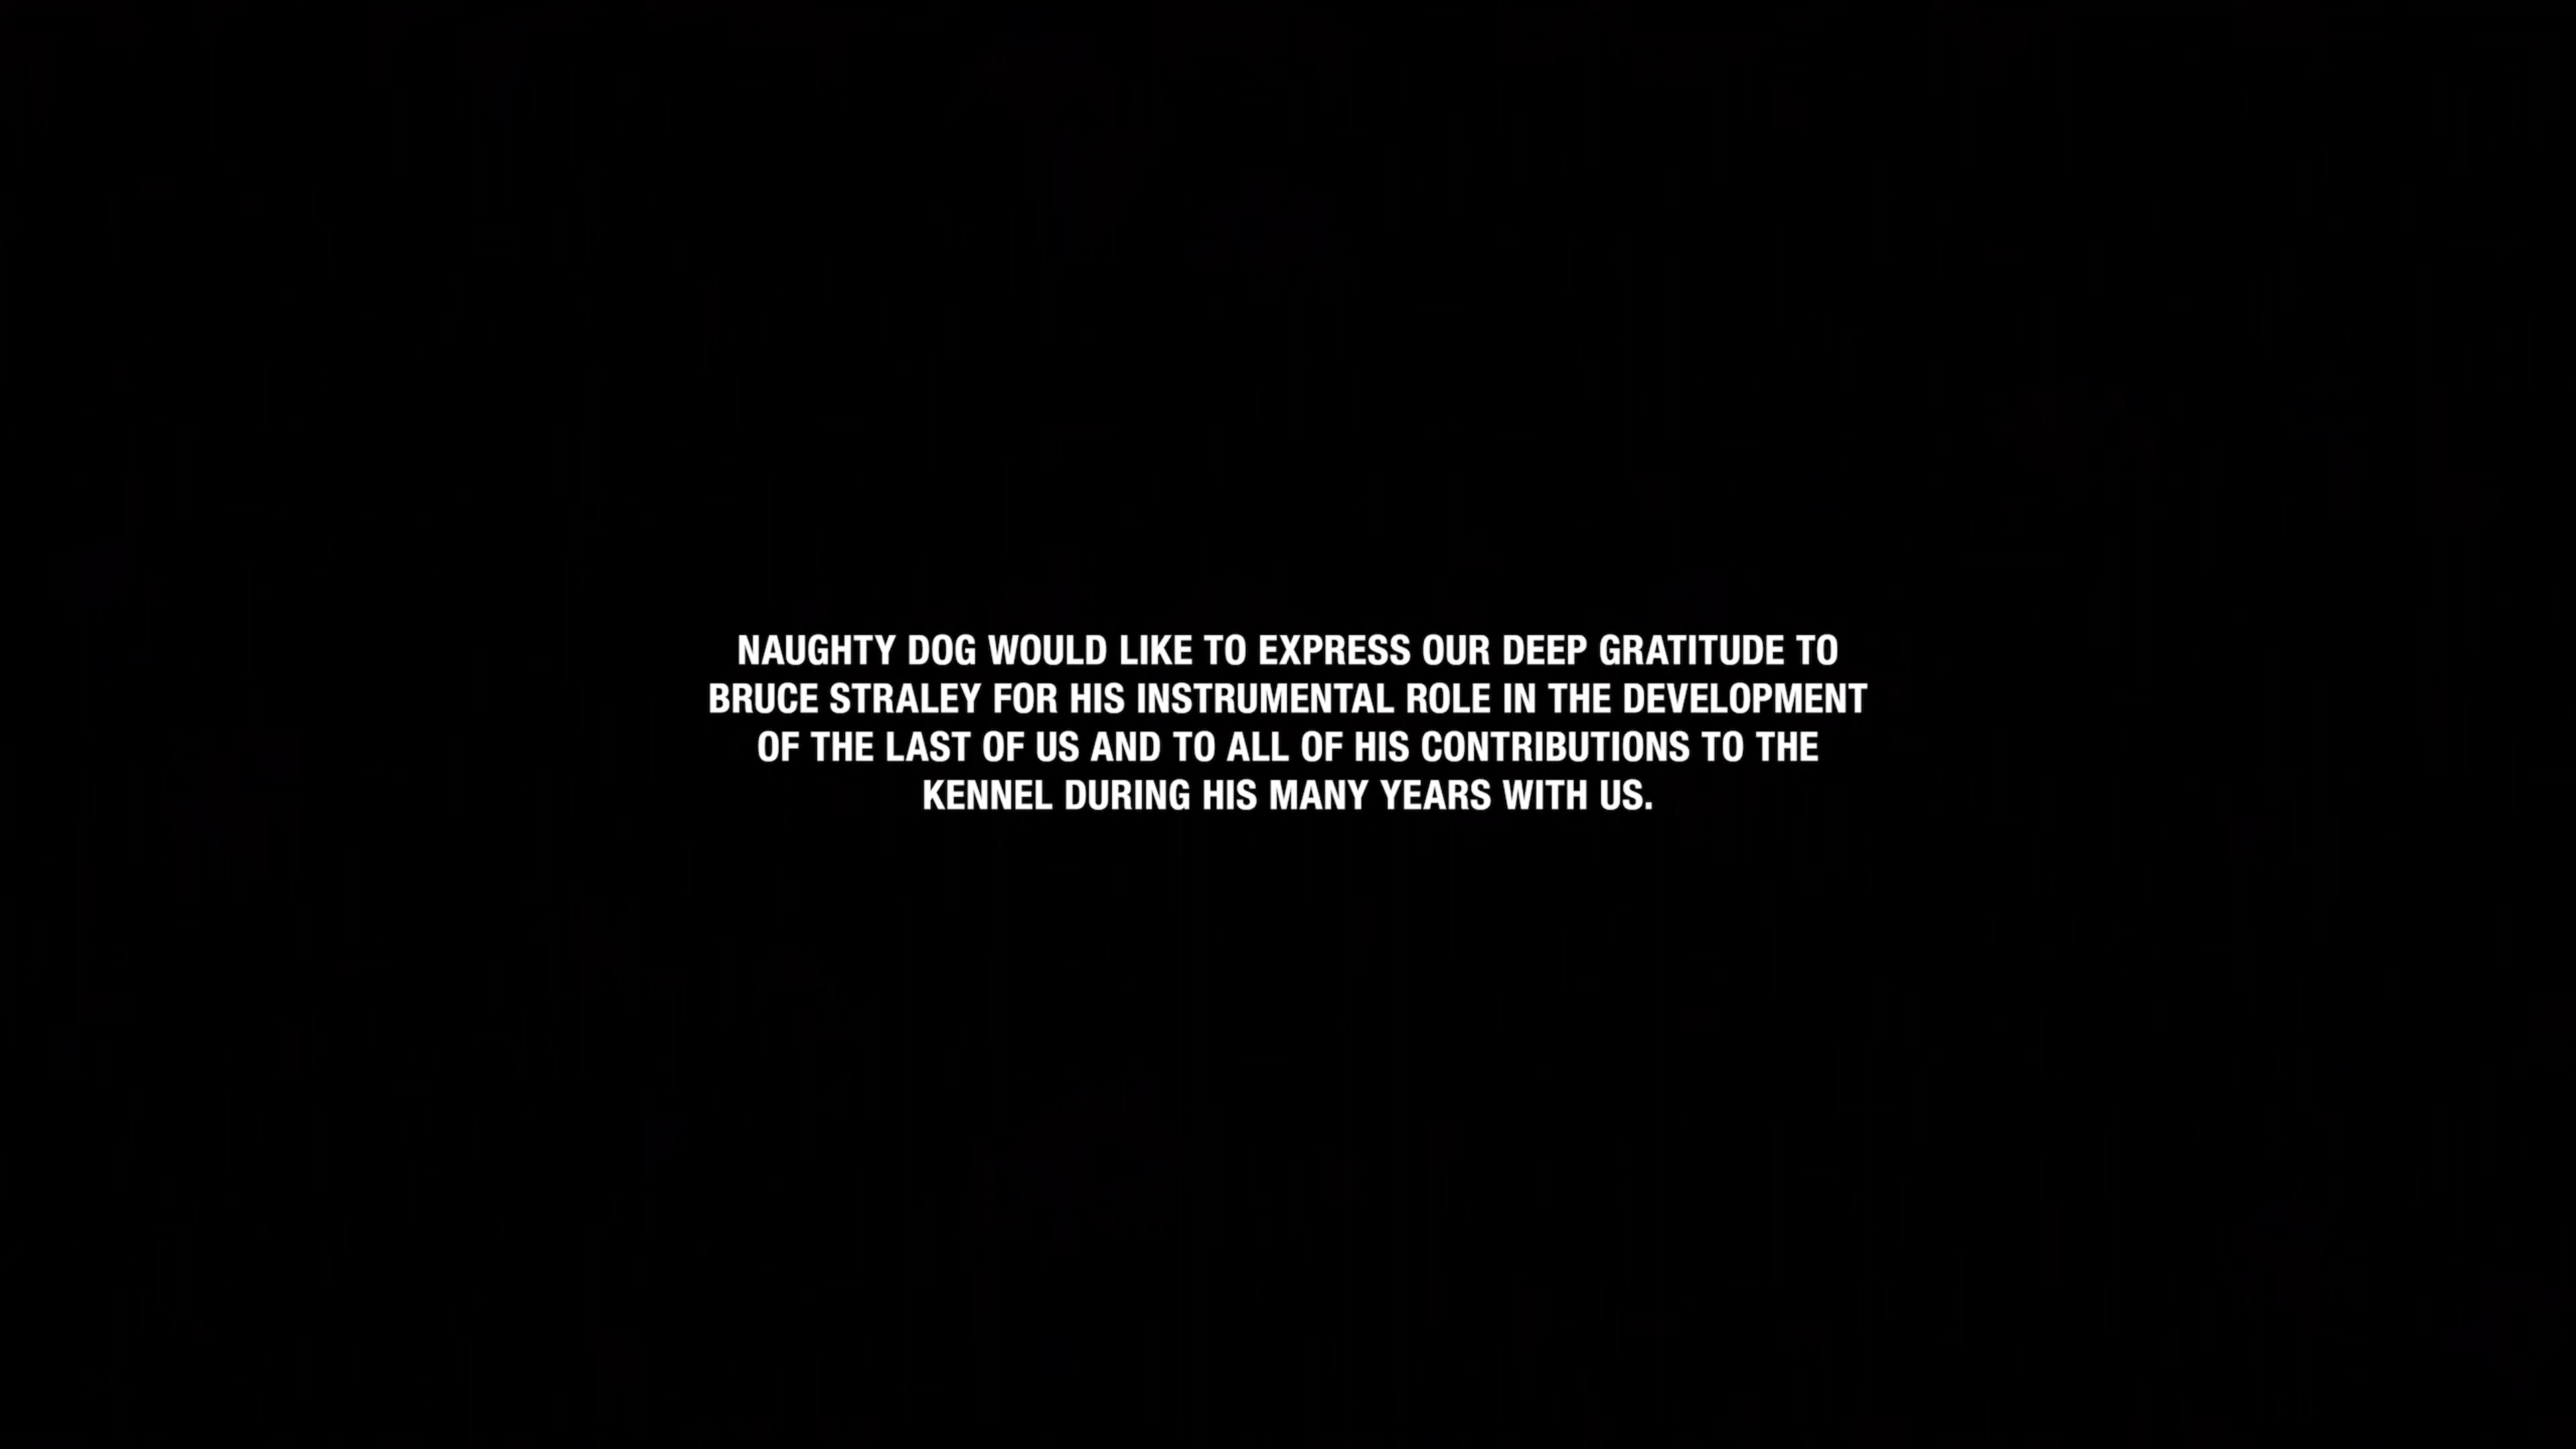 NAUGHTY DOG WOULD LIKE TO EXPRESS OUR DEEP GRATITUDE TO
BRUCE STRALEY FOR HIS INSTRUMENTAL ROLE IN THE DEVELOPMENT
OF THE LAST OF US AND TO ALL OF HIS CONTRIBUTIONS TO THE
KENNEL DURING HIS MANY YEARS WITH US.